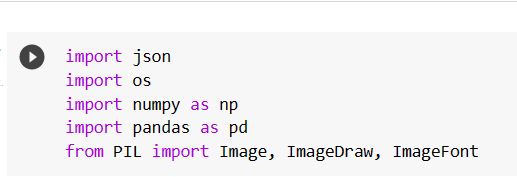 import json
import os
import numpy as np
import pandas as pd
from PIL import Image, ImageDraw, ImageFont